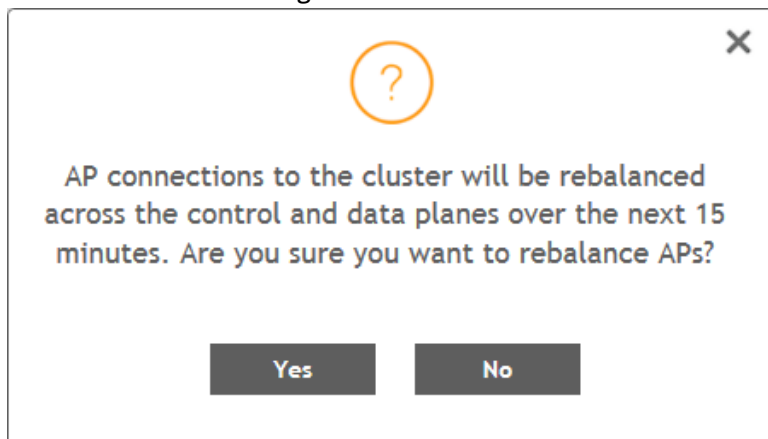 ?
AP connections to the cluster will be rebalanced
across the control and data planes over the next 15
minutes. Are you sure you want to rebalance APs?
Yes No